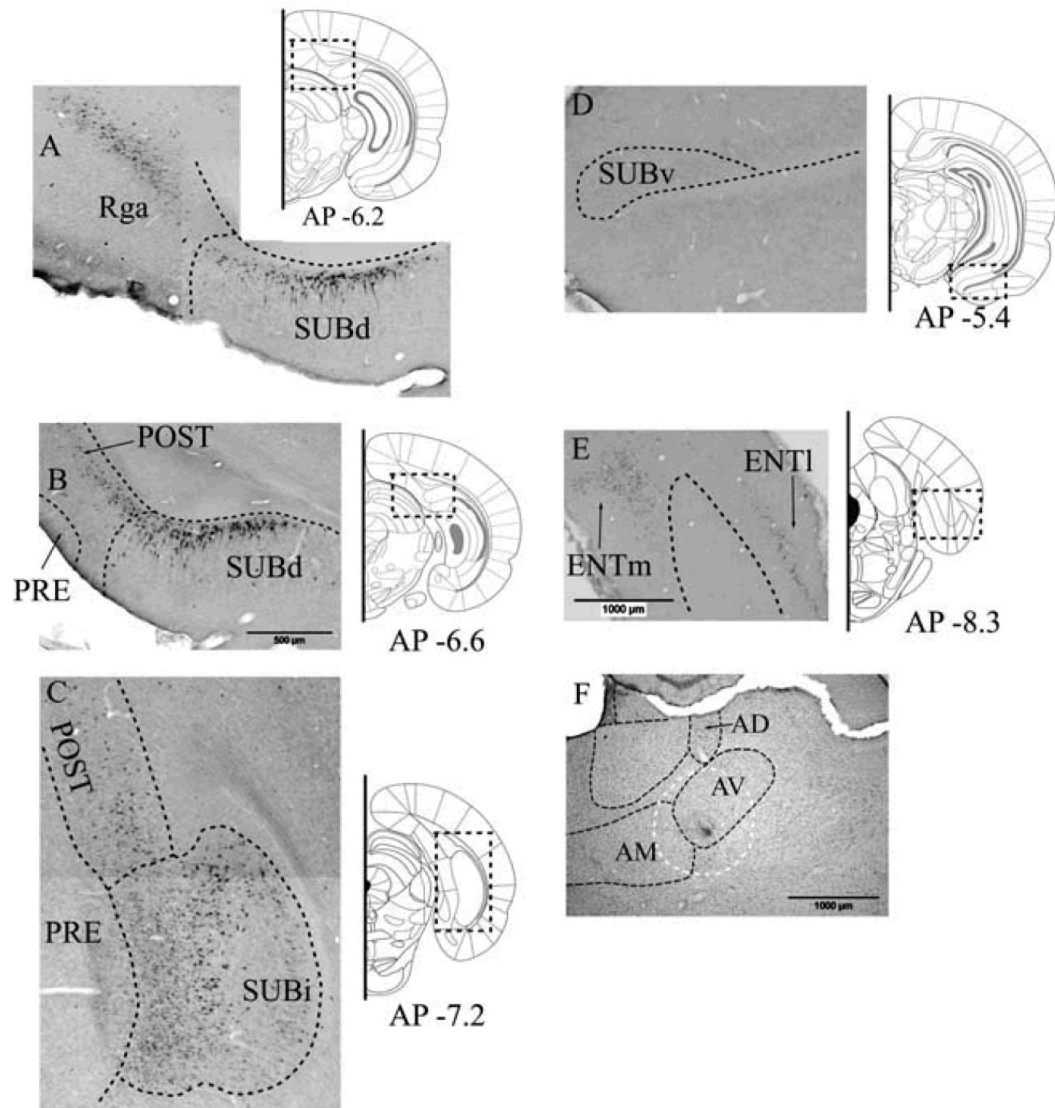 A
Rga
SUBd
AP -6.2
B
POST
PRE
SUBd
500 µm
AP -6.6
C
POST
PRE
SUBi
AP -7.2
D
SUBv
AP -5.4
E
ENTl
ENTm
1000 µm
AP -8.3
F
AD
AV
AM
1000 µm